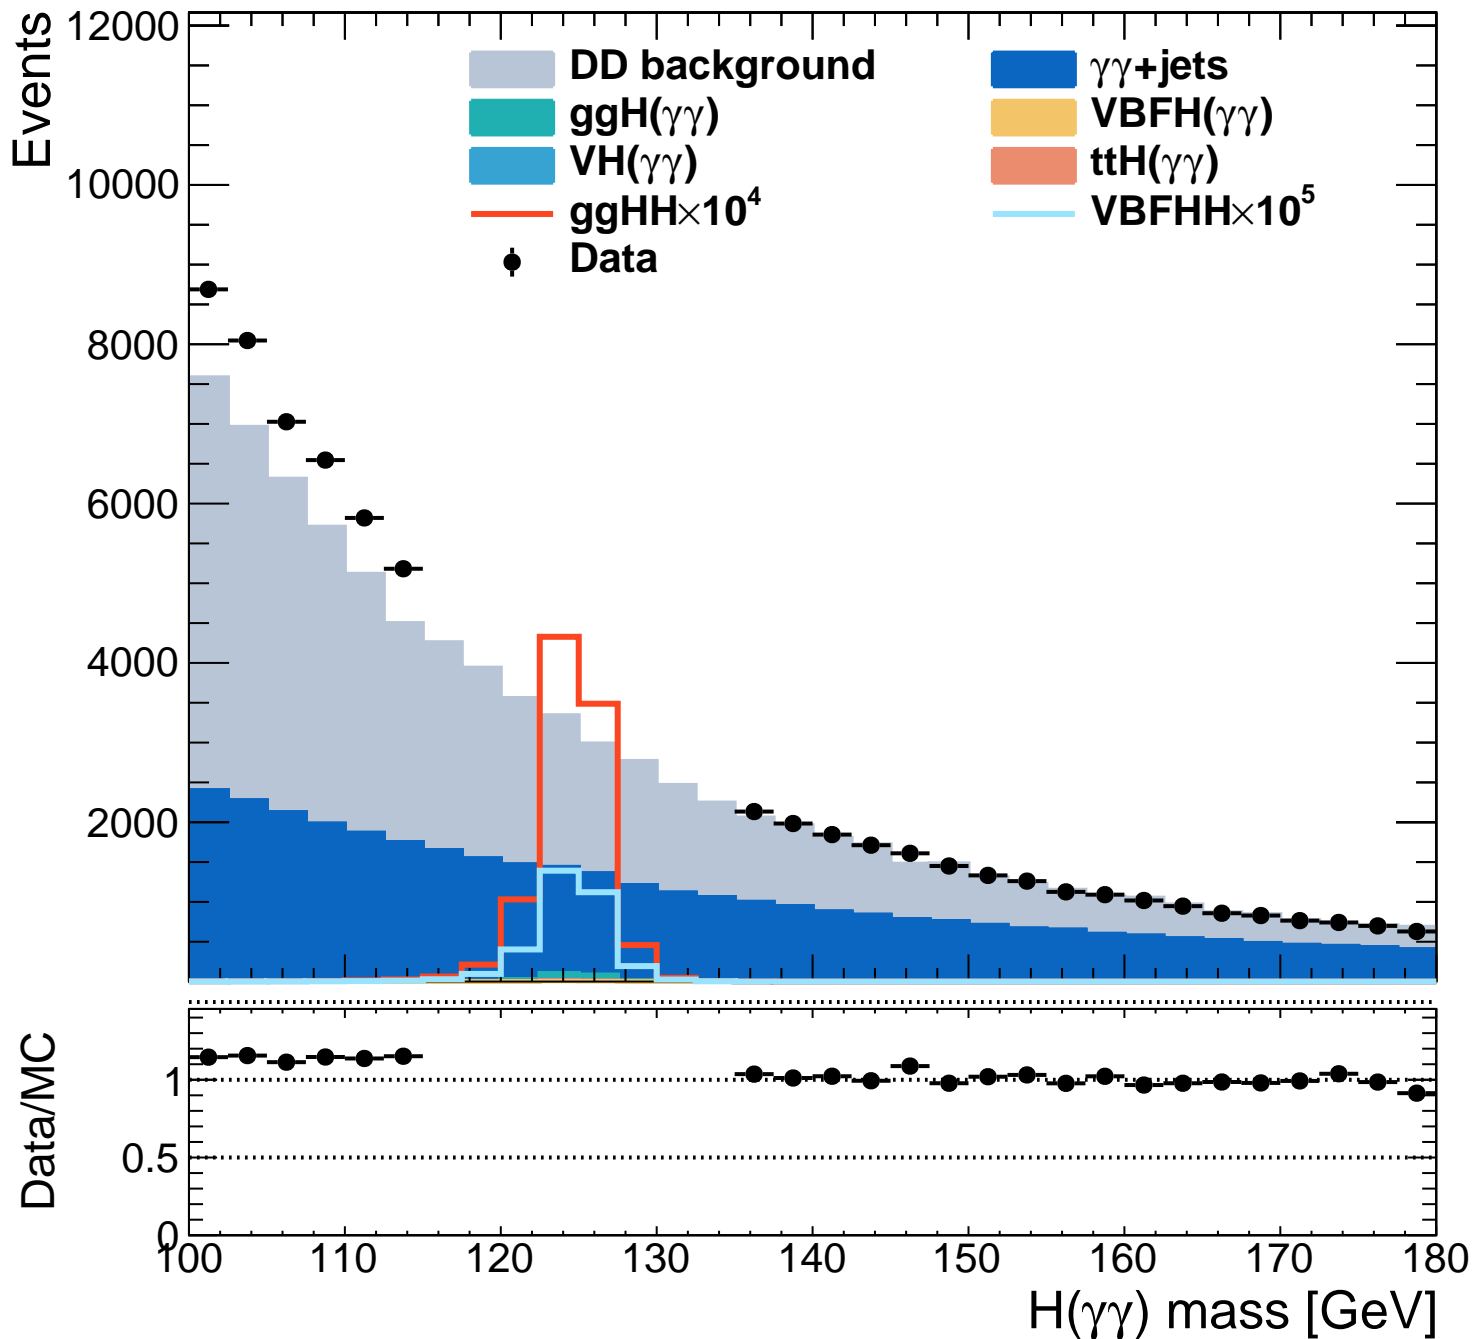 Events
12000
10000
8000
6000
4000
2000
DD background
γγ+jets
ggH(γγ)
VBFH(γγ)
VH(γγ)
ttH(γγ)
ggHH×10⁴
VBFHH×10⁵
Data
Data/MC
1
0.5
0
100 110 120 130 140 150 160 170 180
H(γγ) mass [GeV]